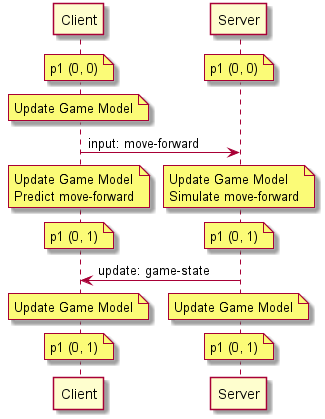 Client
Server
p1 (0, 0)
p1 (0, 0)
Update Game Model
input: move-forward
Update Game Model
Predict move-forward
Update Game Model
Simulate move-forward
p1 (0, 1)
p1 (0, 1)
update: game-state
Update Game Model
Update Game Model
p1 (0, 1)
p1 (0, 1)
Client
Server